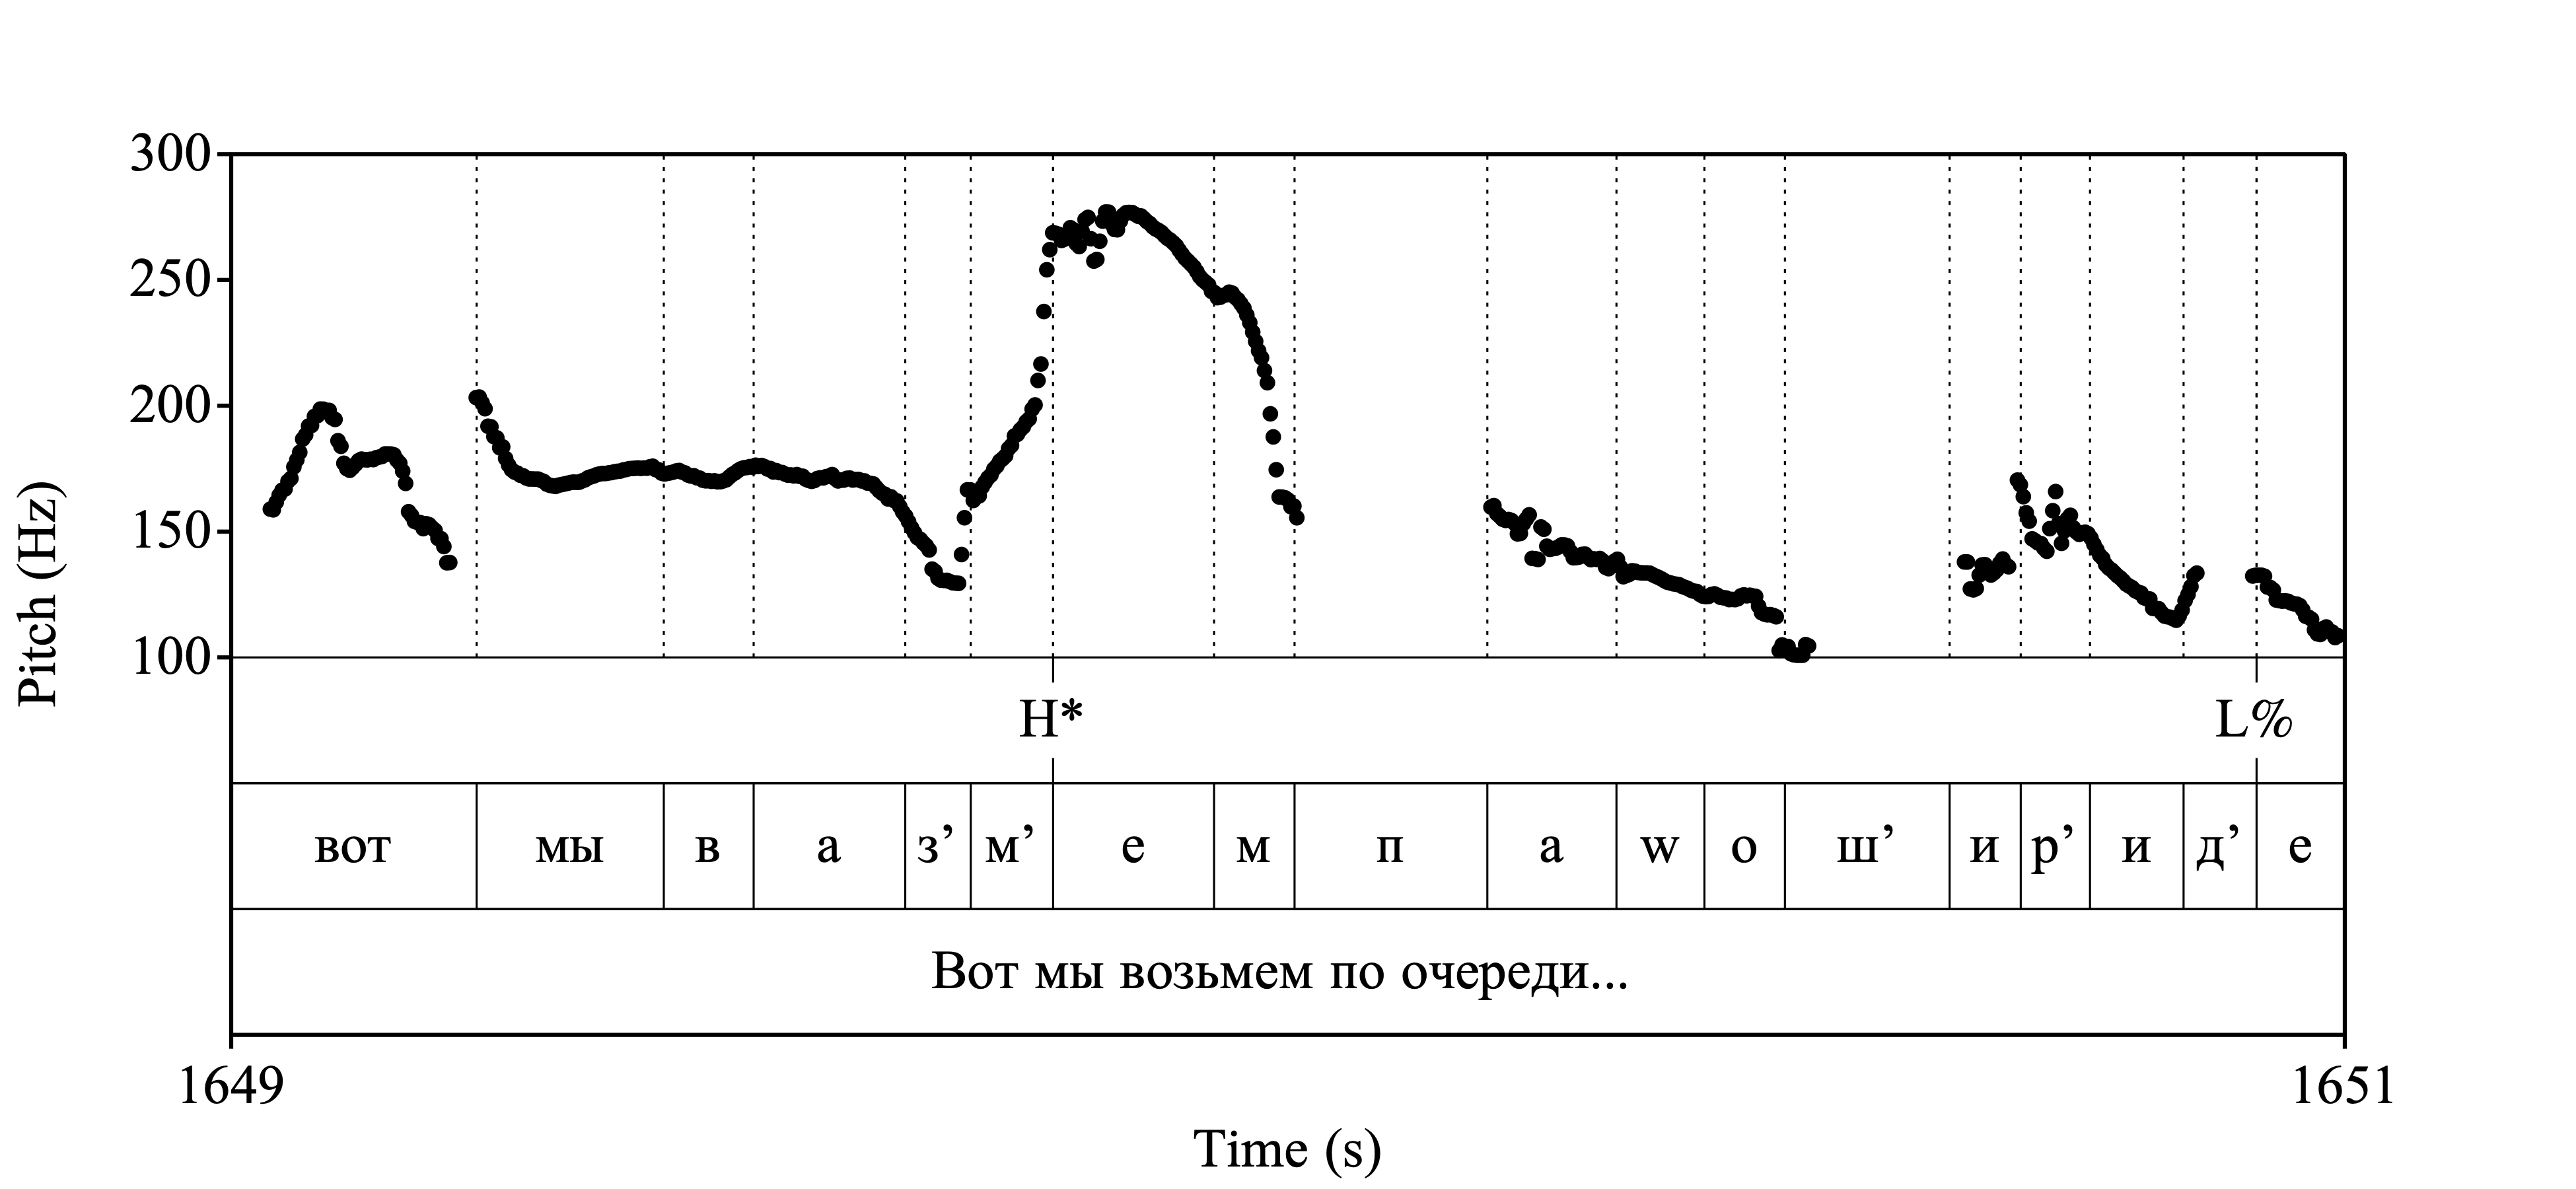 300
250
200
150
100
Pitch (Hz)
H* L%
вот мы в а з’ м’ е м п а w о ш’ и р’ и д’ е
Вот мы возьмем по очереди...
1649 1651
Time (s)